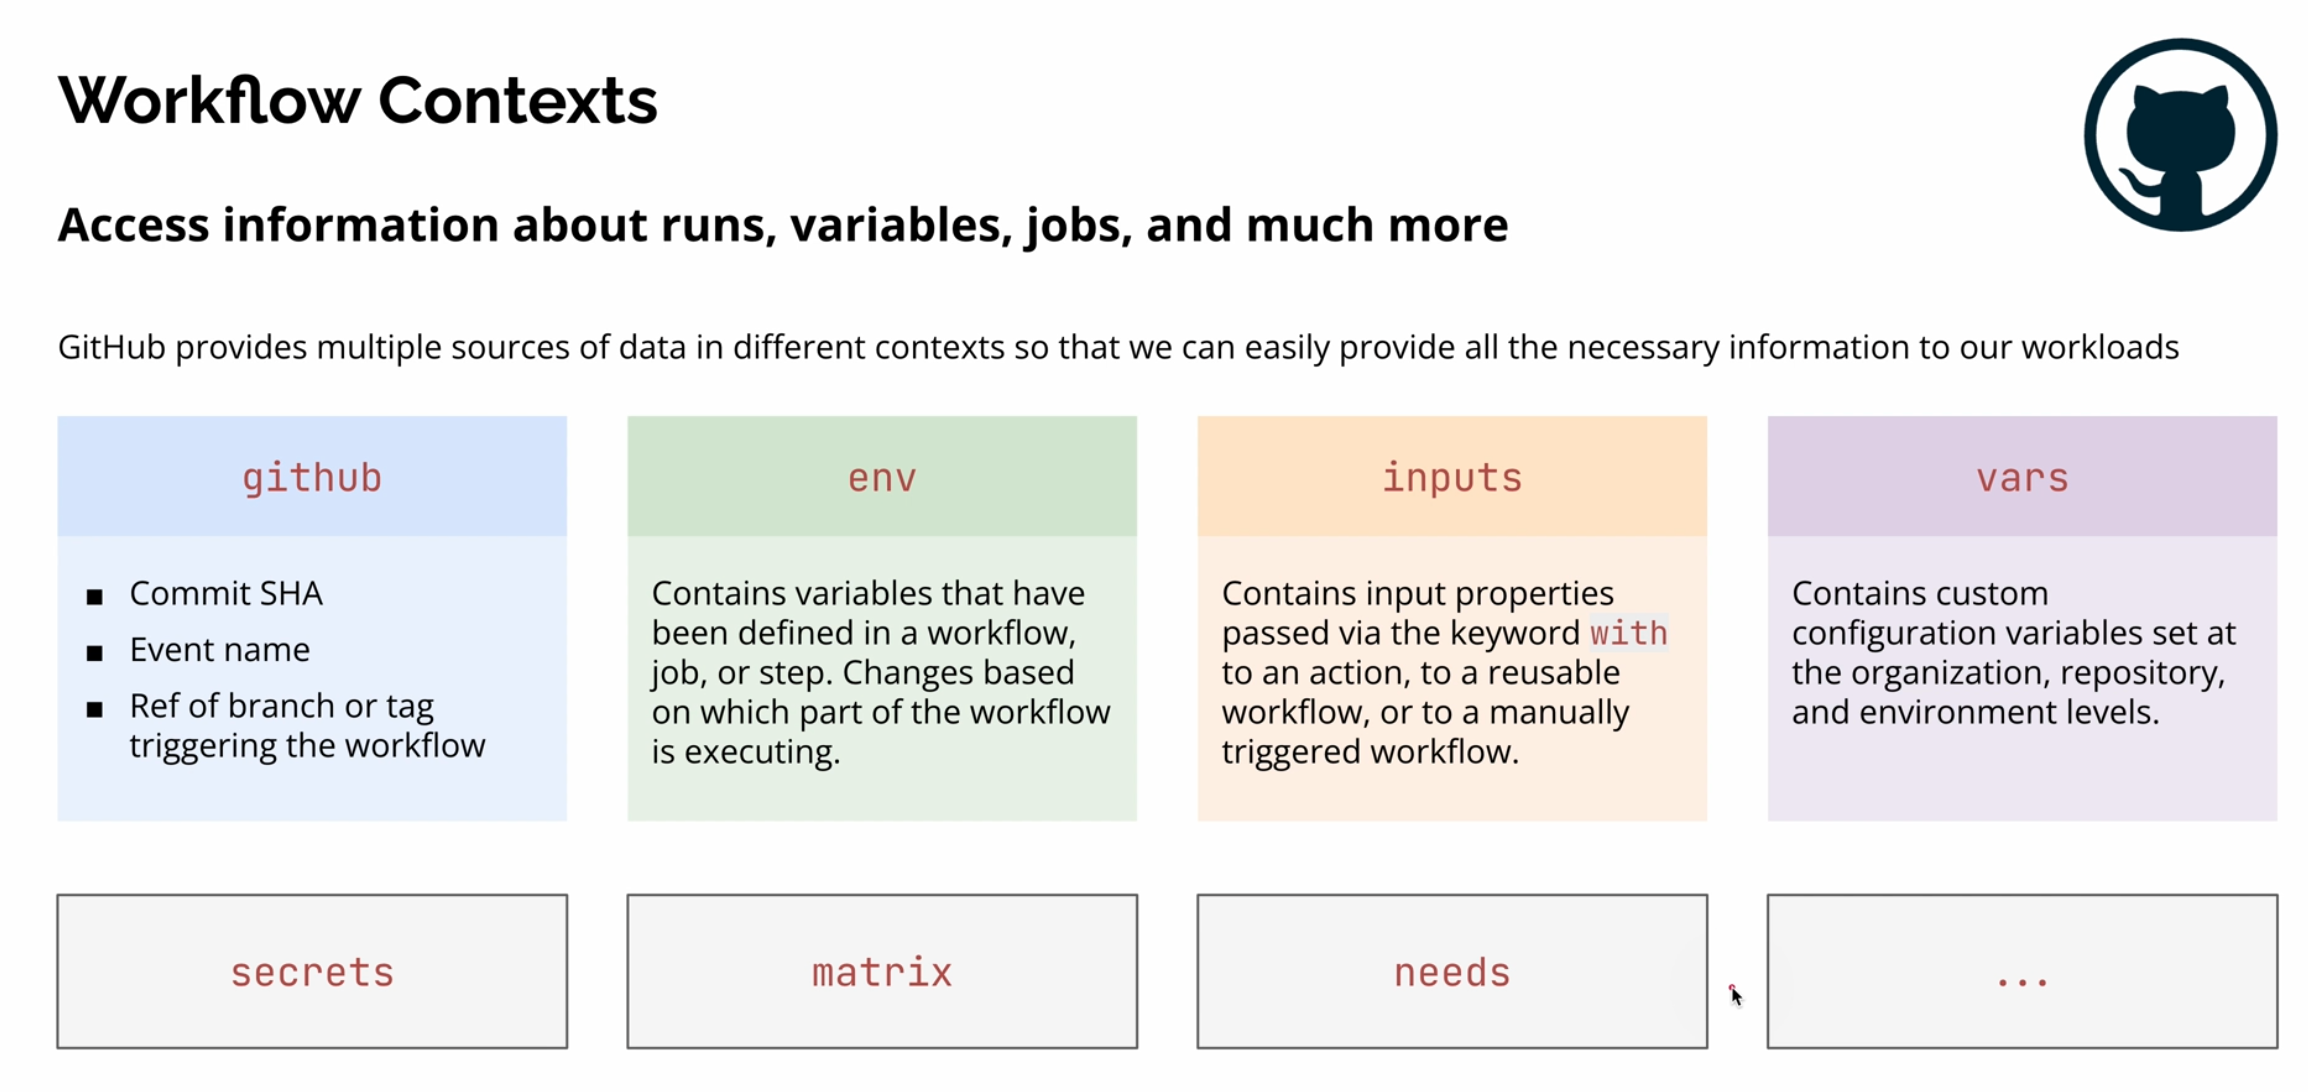 Workflow Contexts
Access information about runs, variables, jobs, and much more
GitHub provides multiple sources of data in different contexts so that we can easily provide all the necessary information to our workloads
github
■ Commit SHA
■ Event name
■ Ref of branch or tag
triggering the workflow
env
Contains variables that have
been defined in a workflow,
job, or step. Changes based
on which part of the workflow
is executing.
inputs
Contains input properties
passed via the keyword with
to an action, to a reusable
workflow, or to a manually
triggered workflow.
vars
Contains custom
configuration variables set at
the organization, repository,
and environment levels.
secrets
matrix
needs
...